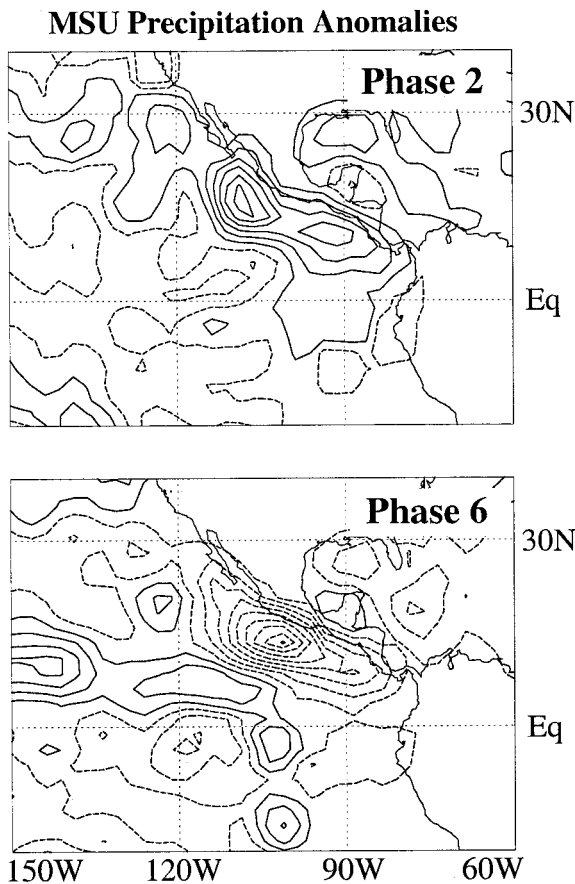 MSU Precipitation Anomalies
Phase 2
30N
Eq
Phase 6
30N
Eq
150W 120W 90W 60W